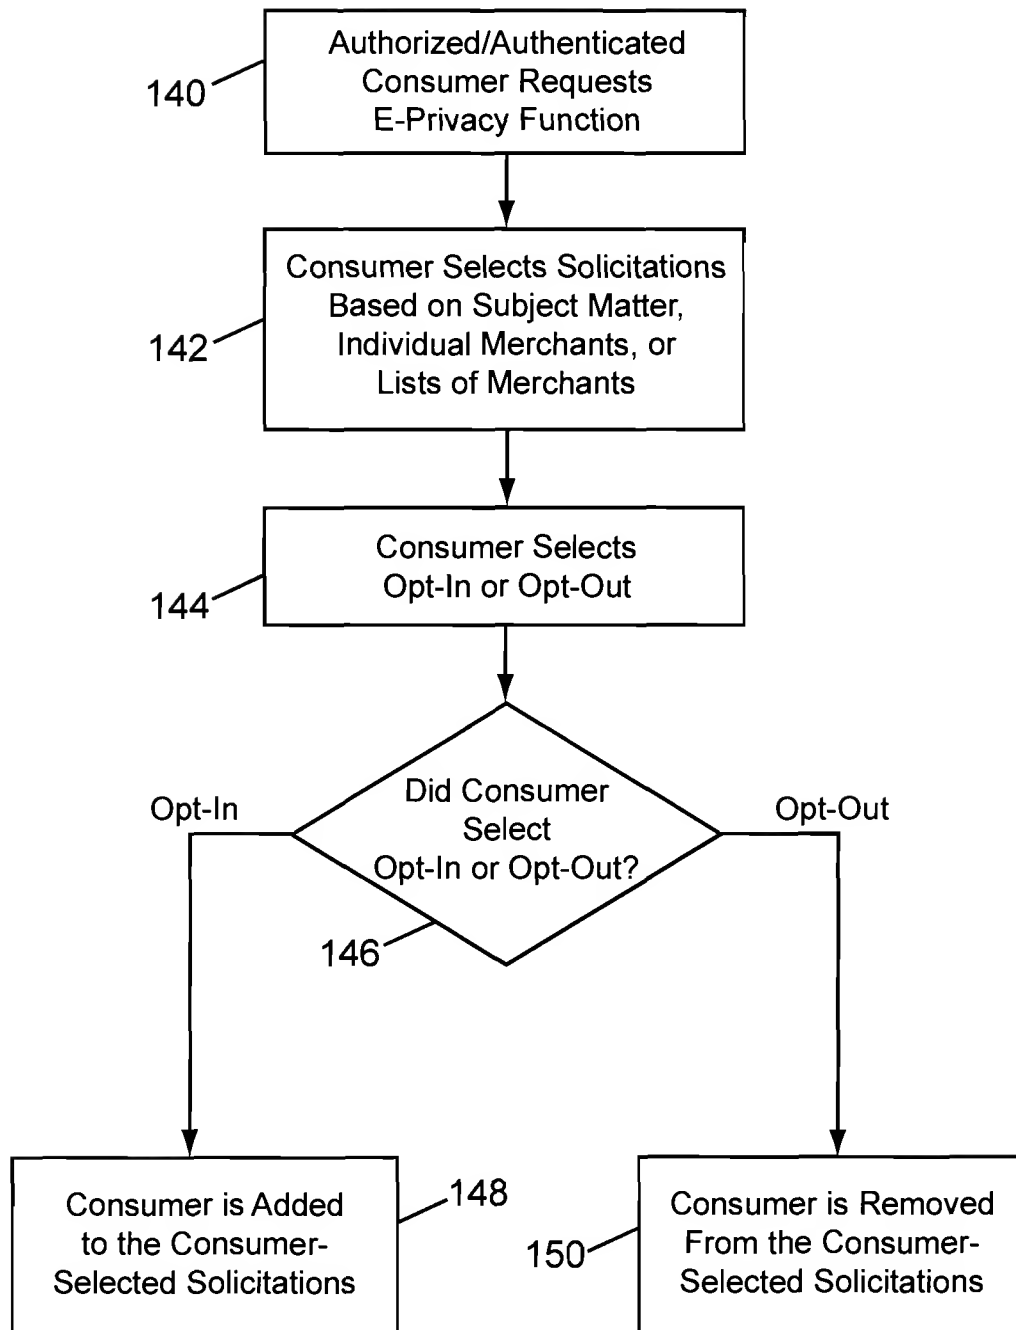 Authorized/Authenticated
Consumer Requests
E-Privacy Function
140
Consumer Selects Solicitations
Based on Subject Matter,
Individual Merchants, or
Lists of Merchants
142
Consumer Selects
Opt-In or Opt-Out
144
Did Consumer
Select
Opt-In or Opt-Out?
146
Opt-In
Opt-Out
Consumer is Added
to the Consumer-
Selected Solicitations
148
Consumer is Removed
From the Consumer-
Selected Solicitations
150